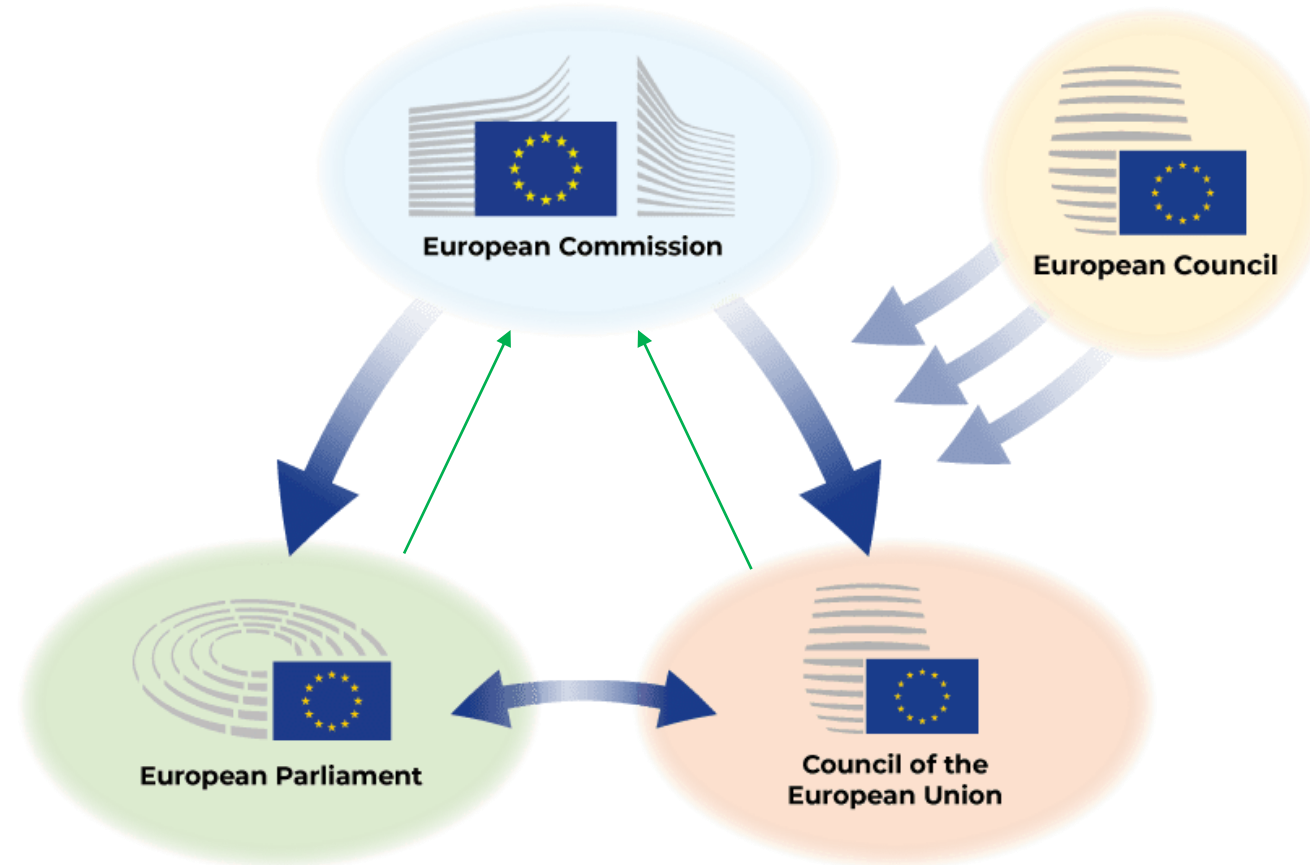 European Commission
European Council
European Parliament
Council of the
European Union